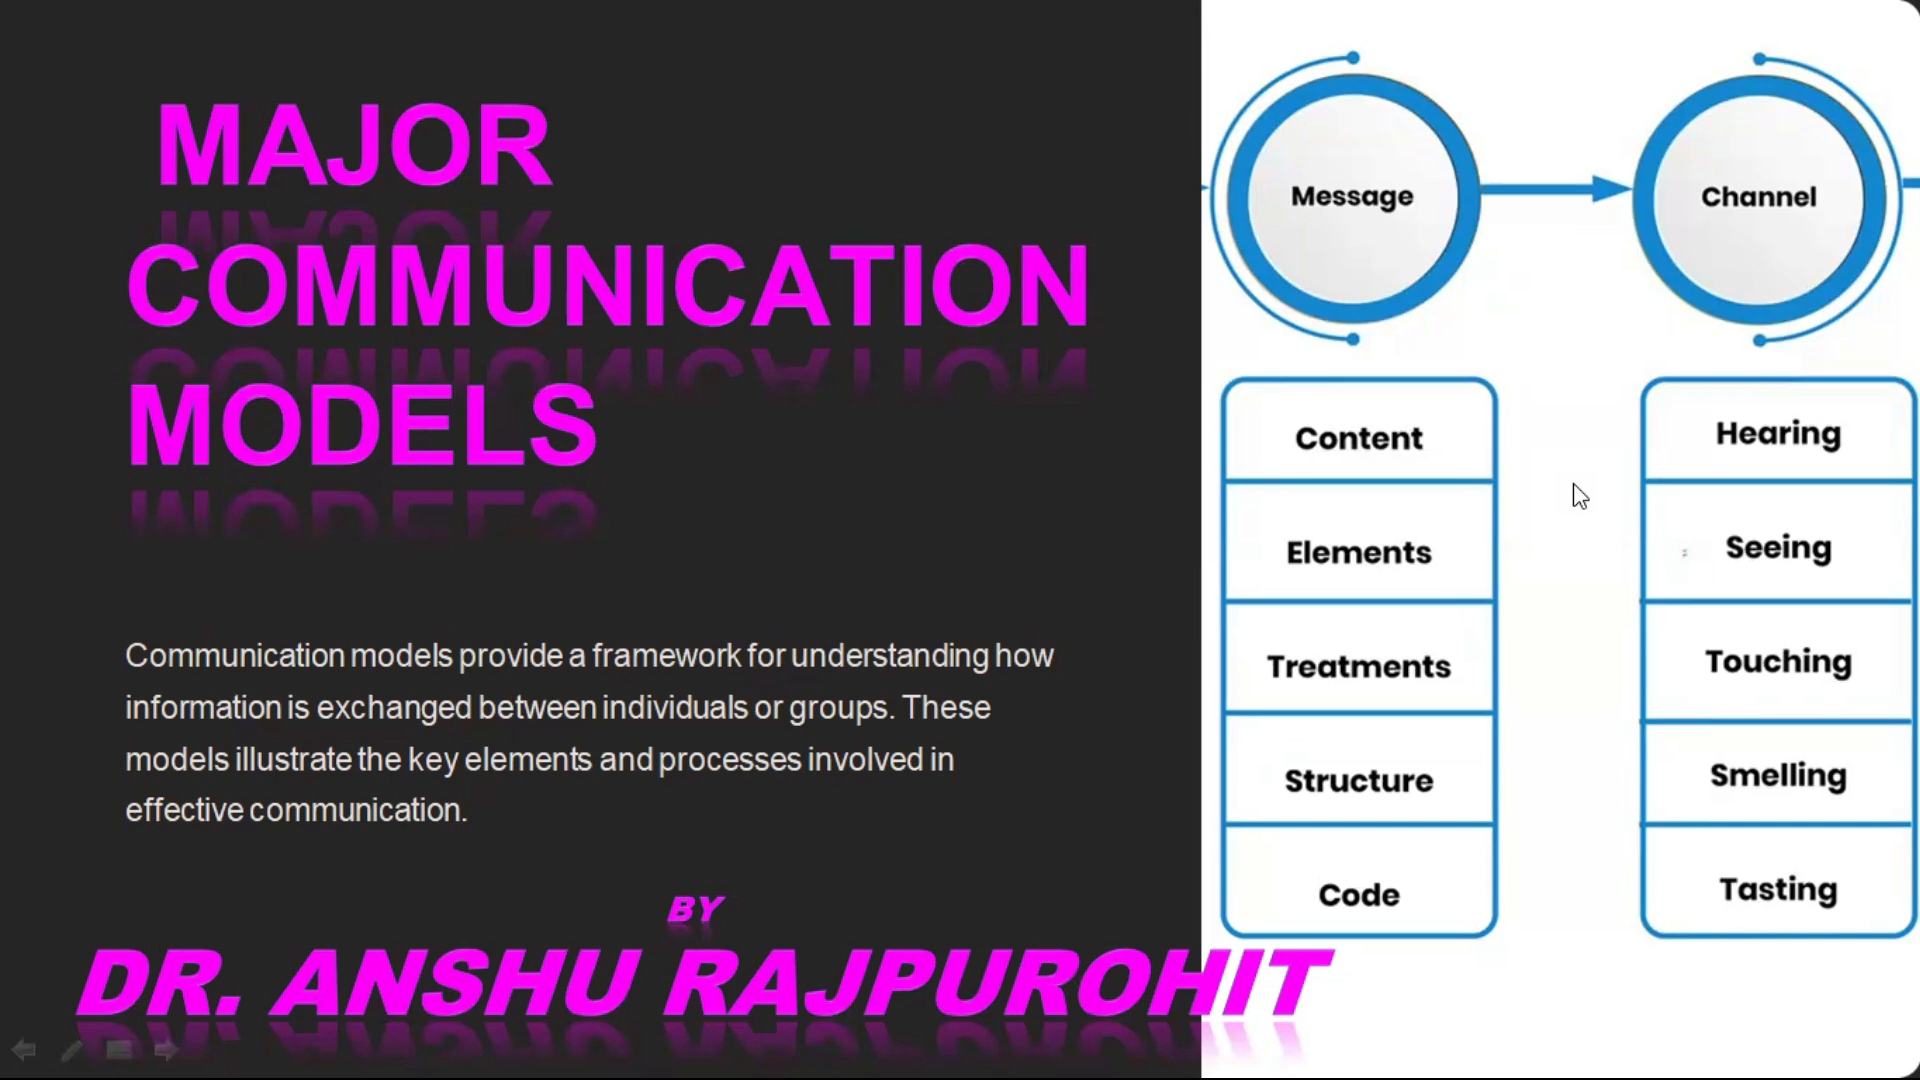 MAJOR
COMMUNICATION
MODELS
Communication models provide a framework for understanding how
information is exchanged between individuals or groups. These
models illustrate the key elements and processes involved in
effective communication.
BY
DR. ANSHU RAJPUROHIT
Message
Content
Elements
Treatments
Structure
Code
Channel
Hearing
Seeing
Touching
Smelling
Tasting